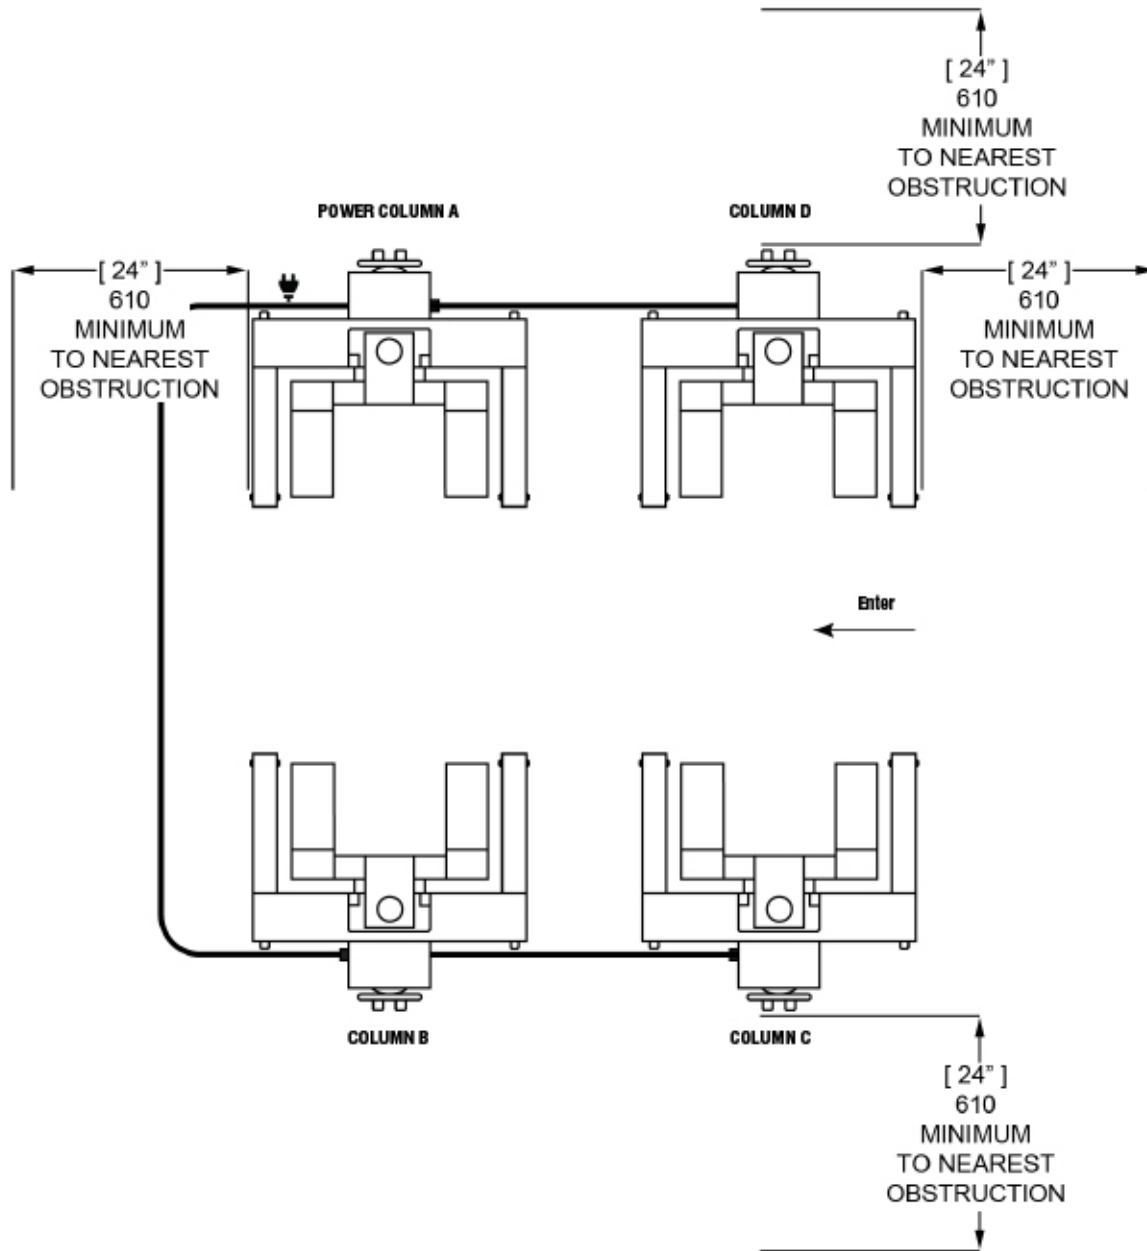 [ 24” ]
610
MINIMUM
TO NEAREST
OBSTRUCTION
POWER COLUMN A
COLUMN D
[ 24” ]
610
MINIMUM
TO NEAREST
OBSTRUCTION
[ 24” ]
610
MINIMUM
TO NEAREST
OBSTRUCTION
Enter
COLUMN B
COLUMN C
[ 24” ]
610
MINIMUM
TO NEAREST
OBSTRUCTION